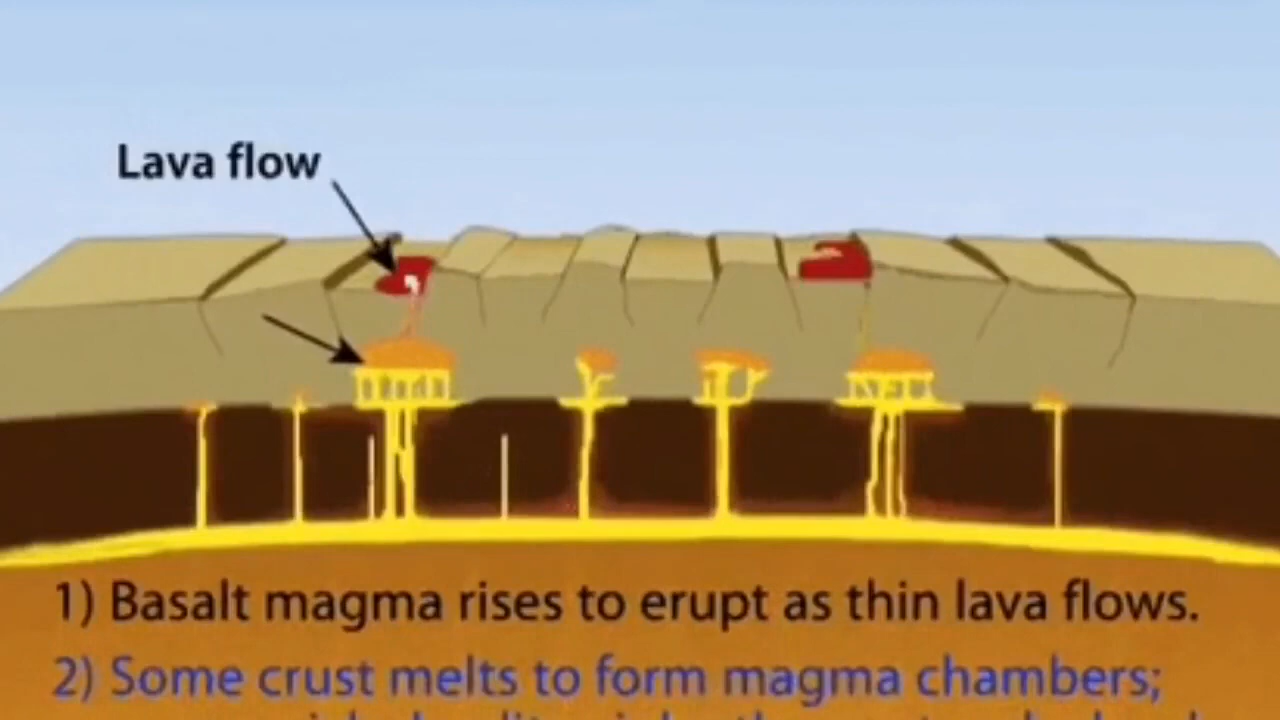 Lava flow
1) Basalt magma rises to erupt as thin lava flows.
2) Some crust melts to form magma chambers;